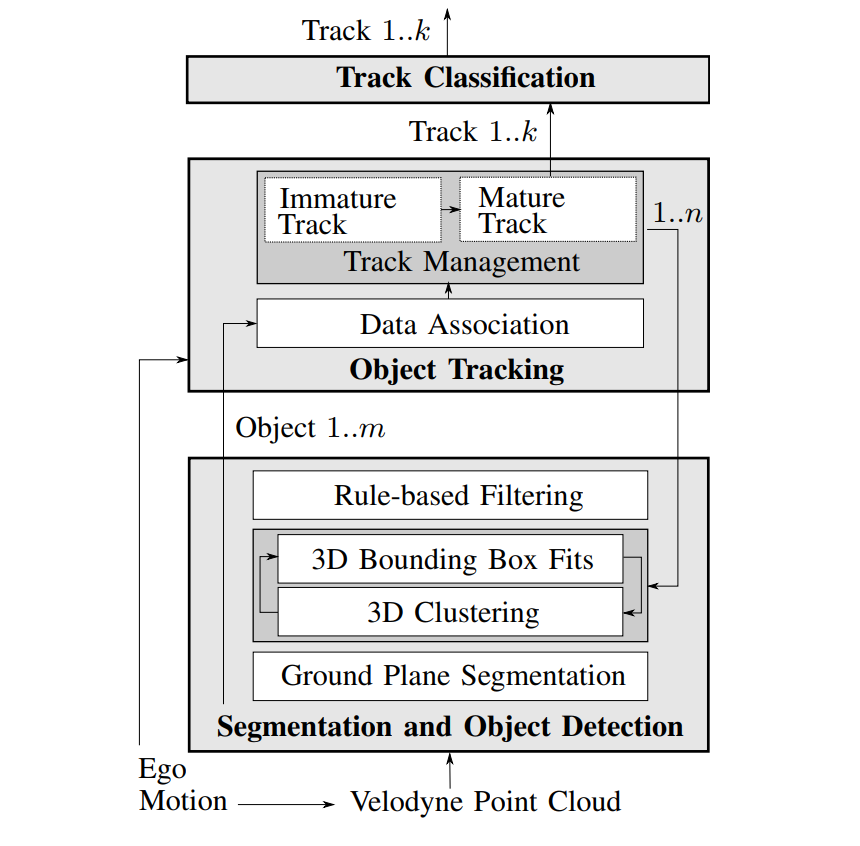 Track 1..k
Track Classification
Track 1..k
Immature
Track
Mature
Track
1..n
Track Management
Data Association
Object Tracking
Object 1..m
Rule-based Filtering
3D Bounding Box Fits
3D Clustering
Ground Plane Segmentation
Segmentation and Object Detection
Ego
Motion
Velodyne Point Cloud